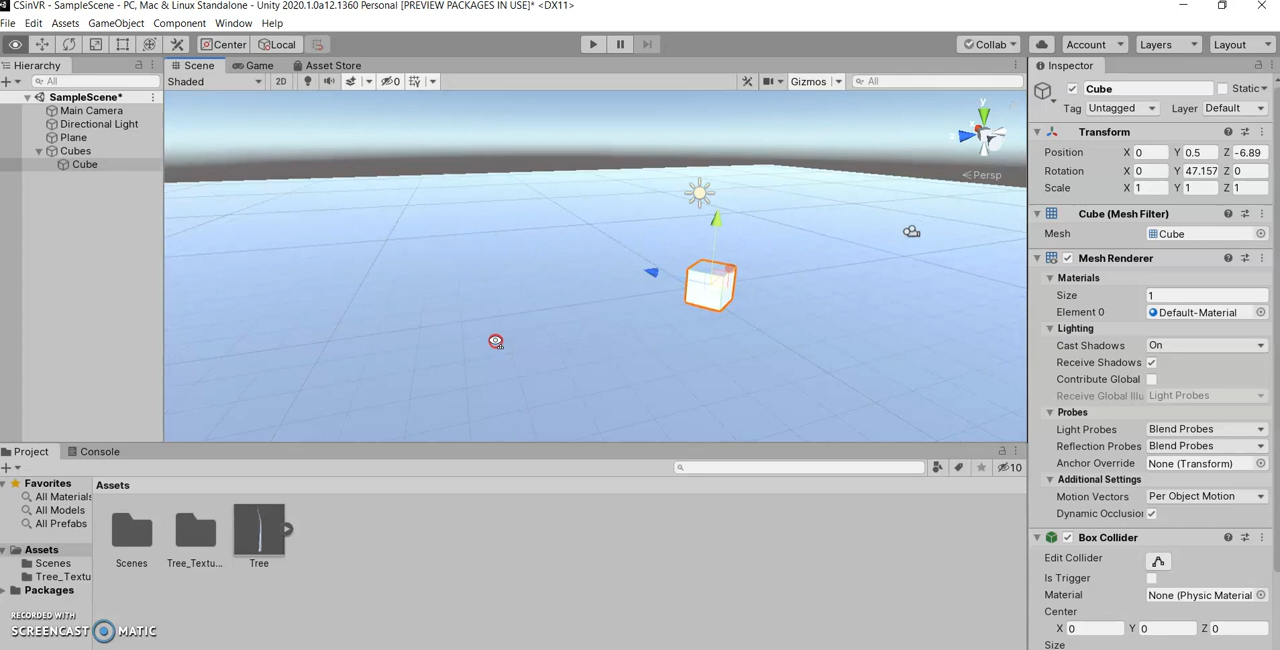 CSinVR - SampleScene - PC, Mac & Linux Standalone - Unity 2020.1.0a12.1360 Personal [PREVIEW PACKAGES IN USE]* <DX11>
File Edit Assets GameObject Component Window Help
Center Local Collab Account Layers Layout
Hierarchy
All
SampleScene*
Main Camera
Directional Light
Plane
Cubes
Cube
Scene Game Asset Store
Shaded 2D 0 Gizmos All
y
x
z
Persp
Inspector
Cube Static
Tag Untagged Layer Default
Transform
Position X 0 Y 0.5 Z -6.89
Rotation X 0 Y 47.157 Z 0
Scale X 1 Y 1 Z 1
Cube (Mesh Filter)
Mesh Cube
Mesh Renderer
Materials
Size 1
Element 0 Default-Material
Lighting
Cast Shadows On
Receive Shadows
Contribute Global
Receive Global Illu Light Probes
Probes
Light Probes Blend Probes
Reflection Probes Blend Probes
Anchor Override None (Transform)
Additional Settings
Motion Vectors Per Object Motion
Dynamic Occlusion
Box Collider
Edit Collider
Is Trigger
Material None (Physic Material
Center
X 0 Y 0 Z 0
Size
Project Console
10
Favorites
All Materials
All Models
All Prefabs
Assets
Scenes
Tree_Textu
Packages
Assets
Scenes Tree_Textu... Tree
RECORDED WITH
SCREENCAST MATIC